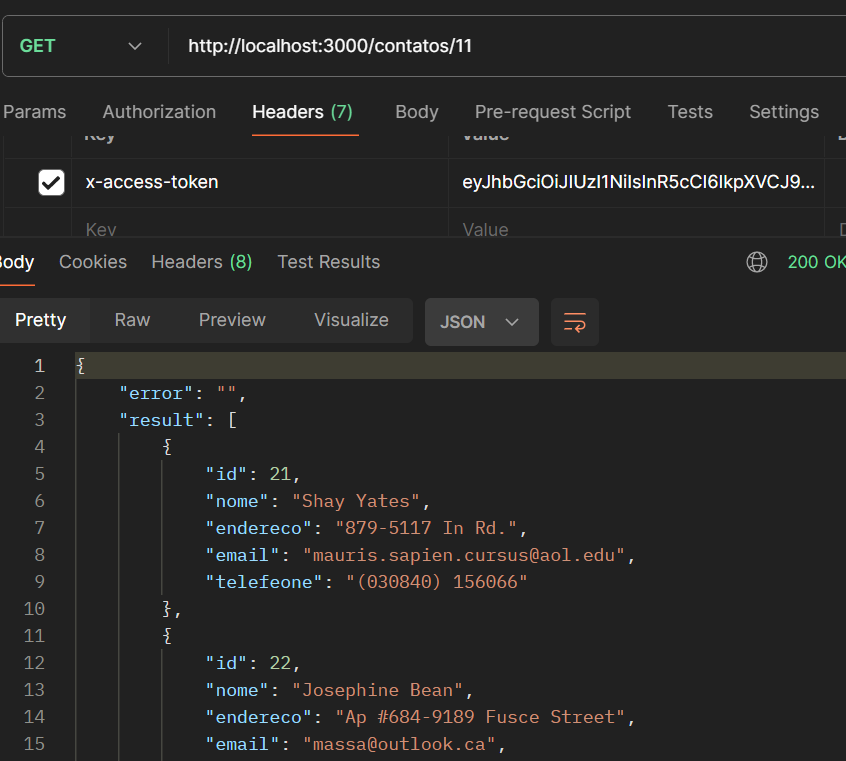 GET http://localhost:3000/contatos/11
Params Authorization Headers (7) Body Pre-request Script Tests Settings
Key Value
x-access-token eyJhbGciOiJIUzI1NiIsInR5cCI6IkpXVCJ9...
Key Value
Body Cookies Headers (8) Test Results 200 OK
Pretty Raw Preview Visualize JSON
1 {
2 "error": "",
3 "result": [
4 {
5 "id": 21,
6 "nome": "Shay Yates",
7 "endereco": "879-5117 In Rd.",
8 "email": "mauris.sapien.cursus@aol.edu",
9 "telefeone": "(030840) 156066"
10 },
11 {
12 "id": 22,
13 "nome": "Josephine Bean",
14 "endereco": "Ap #684-9189 Fusce Street",
15 "email": "massa@outlook.ca",